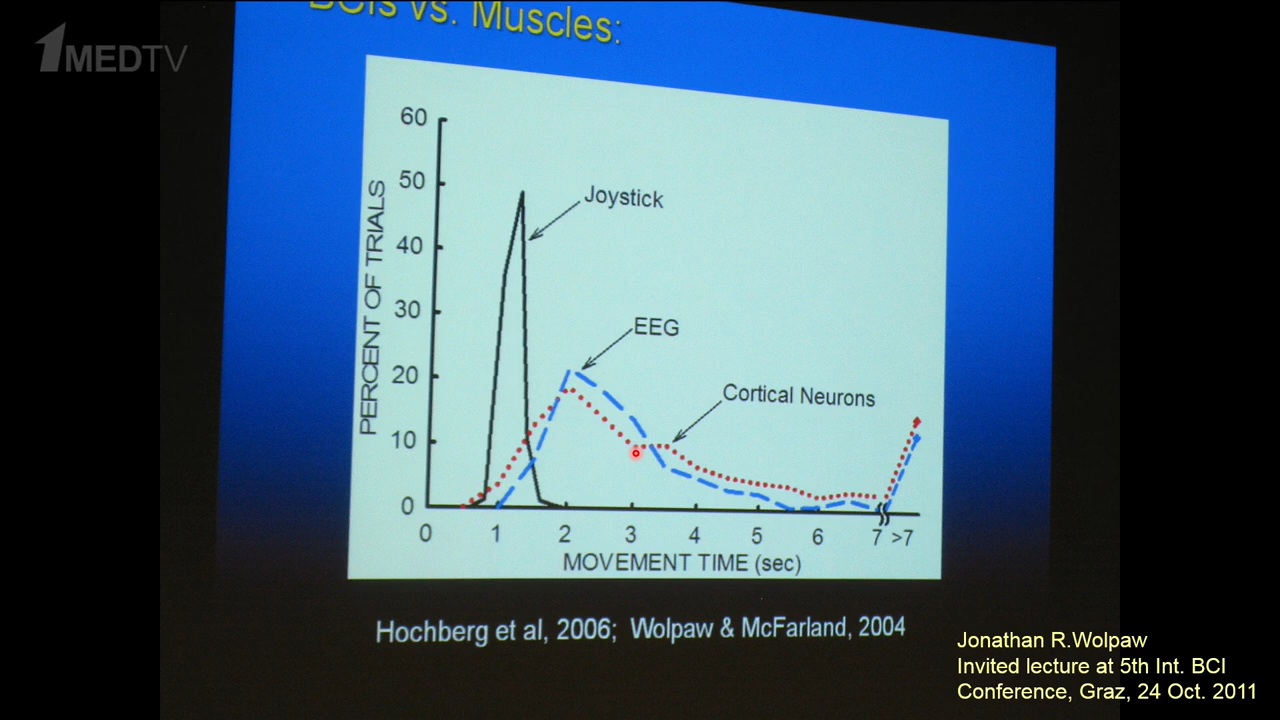 BCIs vs. Muscles:
1MEDTV
60
50
40
30
20
10
0
PERCENT OF TRIALS
Joystick
EEG
Cortical Neurons
0 1 2 3 4 5 6 7 >7
MOVEMENT TIME (sec)
Hochberg et al, 2006; Wolpaw & McFarland, 2004
Jonathan R.Wolpaw
Invited lecture at 5th Int. BCI
Conference, Graz, 24 Oct. 2011